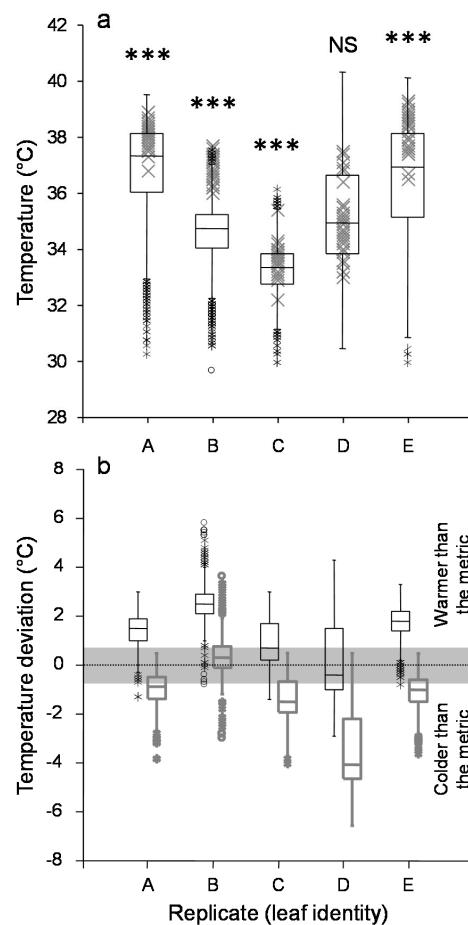 a
Temperature (°C)
42
40
38
36
34
32
30
28
***
***
***
NS
***
A B C D E
b
Temperature deviation (°C)
8
6
4
2
0
-2
-4
-6
-8
Warmer than
the metric
Colder than
the metric
A B C D E
Replicate (leaf identity)